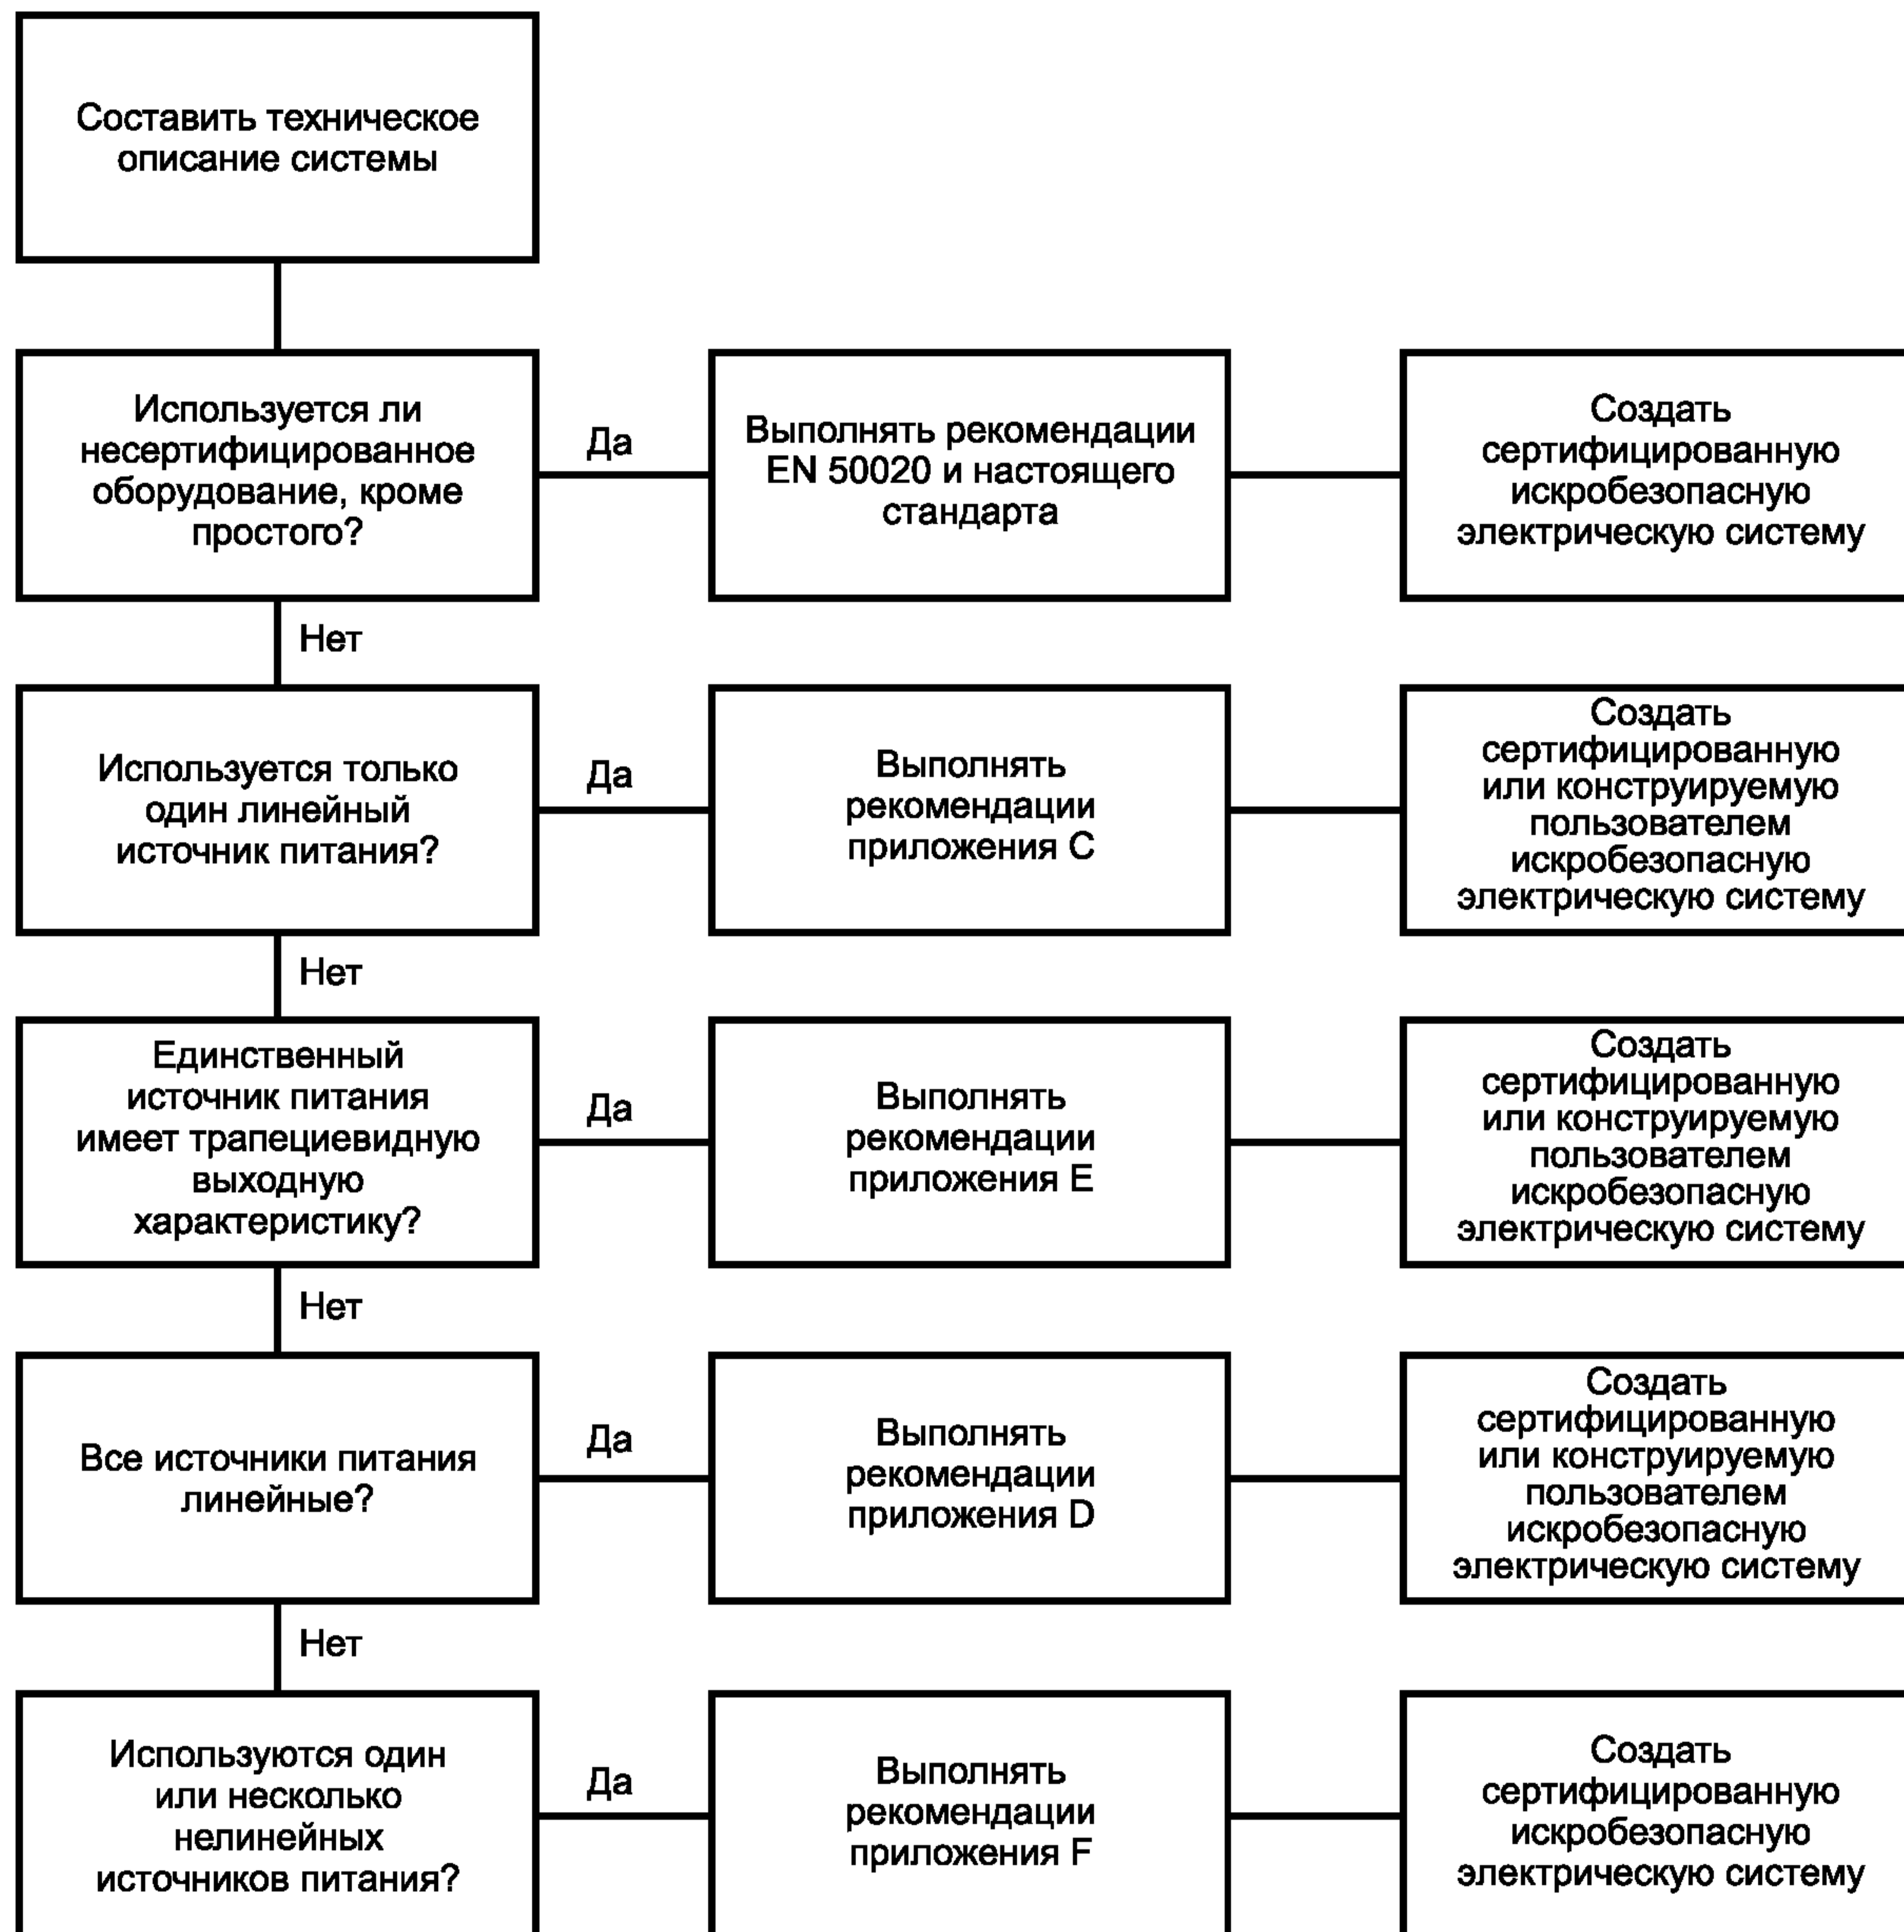 Составить техническое
описание системы
Используется ли
несертифицированное
оборудование, кроме
простого?
Да
Выполнять рекомендации
EN 50020 и настоящего
стандарта
Создать
сертифицированную
искробезопасную
электрическую систему
Нет
Используется только
один линейный
источник питания?
Да
Выполнять
рекомендации
приложения C
Создать
сертифицированную
или конструируемую
пользователем
искробезопасную
электрическую систему
Нет
Единственный
источник питания
имеет трапециевидную
выходную
характеристику?
Да
Выполнять
рекомендации
приложения E
Создать
сертифицированную
или конструируемую
пользователем
искробезопасную
электрическую систему
Нет
Все источники питания
линейные?
Да
Выполнять
рекомендации
приложения D
Создать
сертифицированную
или конструируемую
пользователем
искробезопасную
электрическую систему
Нет
Используются один
или несколько
нелинейных
источников питания?
Да
Выполнять
рекомендации
приложения F
Создать
сертифицированную
искробезопасную
электрическую систему